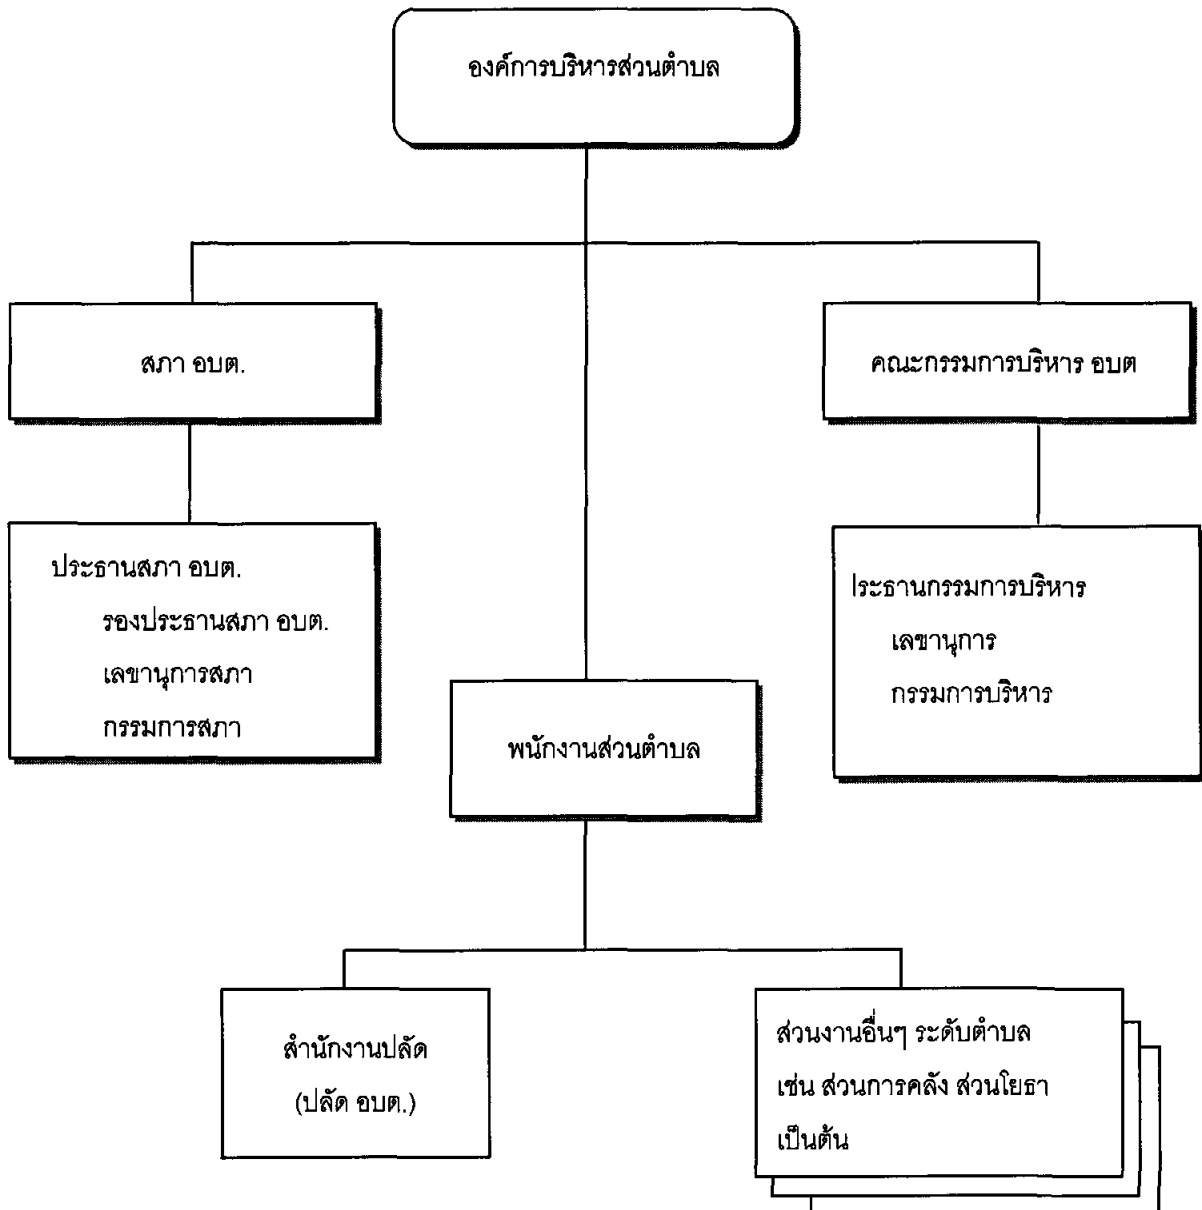 องค์การบริหารส่วนตำบล
สภา อบต.
คณะกรรมการบริหาร อบต
ประธานสภา อบต.
รองประธานสภา อบต.
เลขานุการสภา
กรรมการสภา
ประธานกรรมการบริหาร
เลขานุการ
กรรมการบริหาร
พนักงานส่วนตำบล
สำนักงานปลัด
(ปลัด อบต.)
ส่วนงานอื่นๆ ระดับตำบล
เช่น ส่วนการคลัง ส่วนโยธา
เป็นต้น